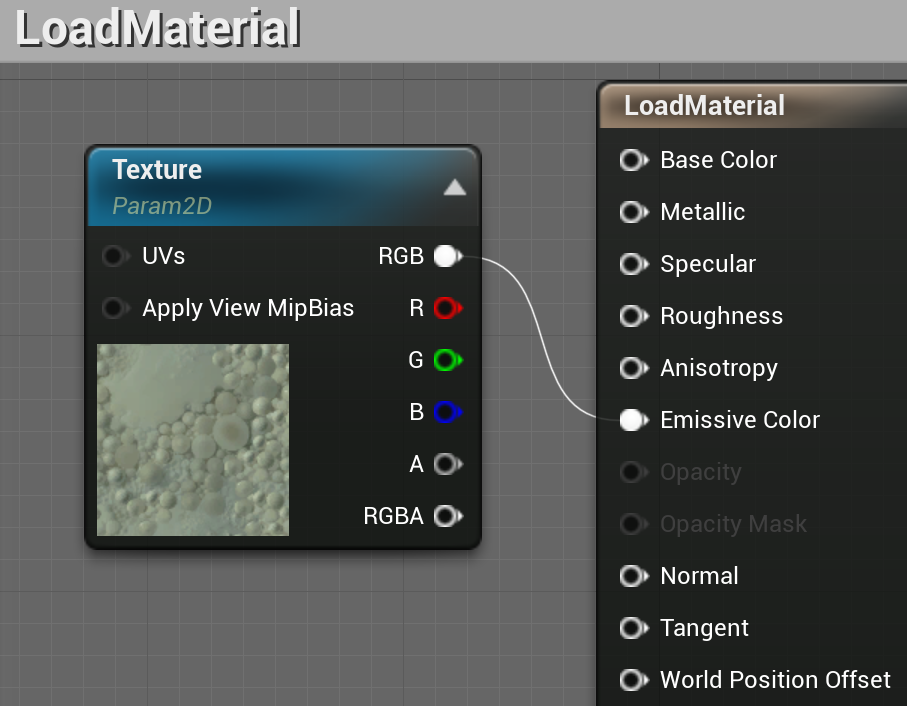 LoadMaterial
Texture
Param2D
UVs
RGB
Apply View MipBias
R
G
B
A
RGBA
LoadMaterial
Base Color
Metallic
Specular
Roughness
Anisotropy
Emissive Color
Opacity
Opacity Mask
Normal
Tangent
World Position Offset